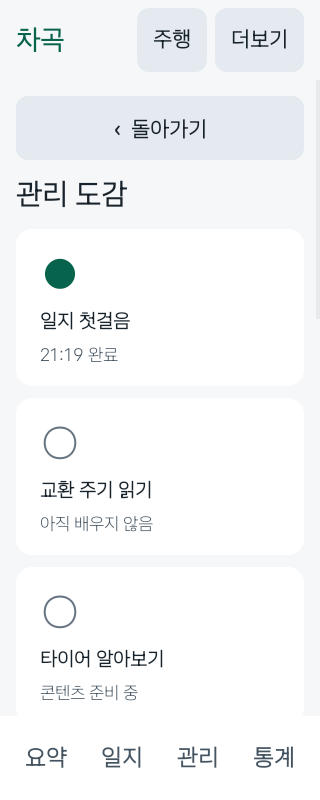 차곡
주행
더보기
‹ 돌아가기
관리 도감
일지 첫걸음
21:19 완료
교환 주기 읽기
아직 배우지 않음
타이어 알아보기
콘텐츠 준비 중
요약
일지
관리
통계